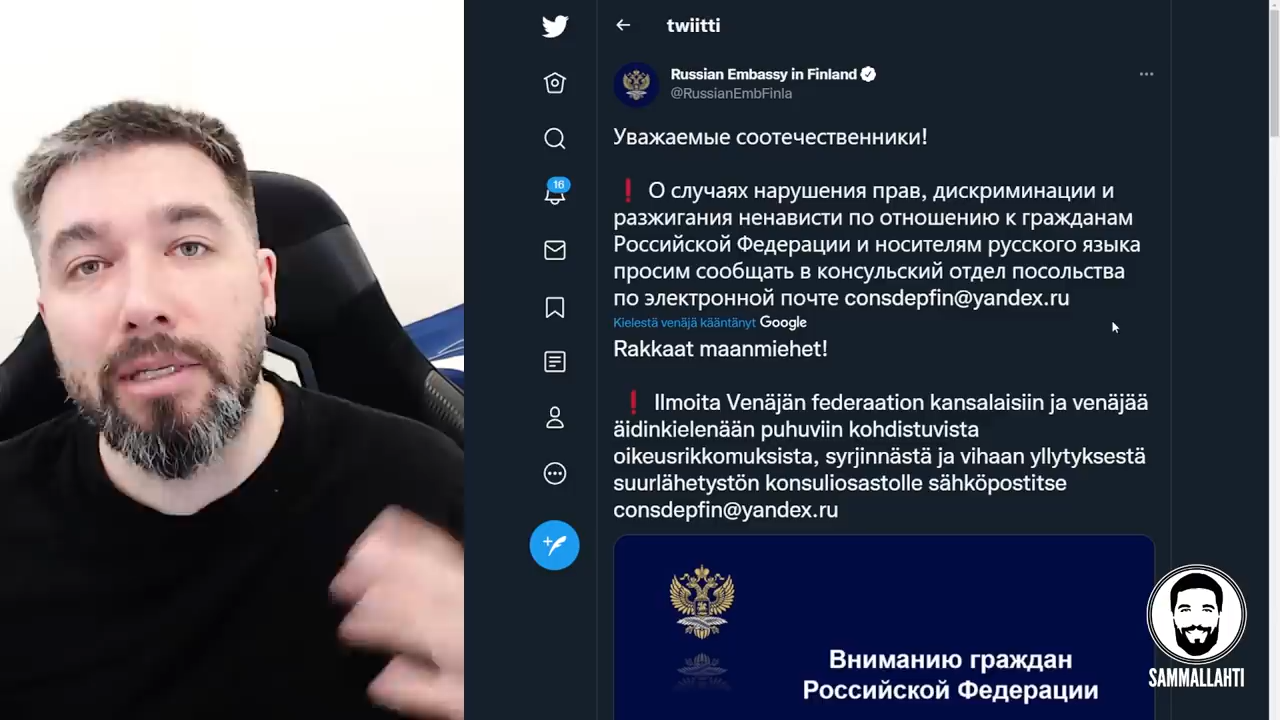 twiitti
Russian Embassy in Finland
@RussianEmbFinla
Уважаемые соотечественники!
❗ О случаях нарушения прав, дискриминации и
разжигания ненависти по отношению к гражданам
Российской Федерации и носителям русского языка
просим сообщать в консульский отдел посольства
по электронной почте consdepfin@yandex.ru
Kielestä venäjä kääntänyt Google
Rakkaat maanmiehet!
❗ Ilmoita Venäjän federaation kansalaisiin ja venäjää
äidinkielenään puhuviin kohdistuvista
oikeusrikkomuksista, syrjinnästä ja vihaan yllytyksestä
suurlähetystön konsuliosastolle sähköpostitse
consdepfin@yandex.ru
Вниманию граждан
Российской Федерации
16
SAMMALLAHTI